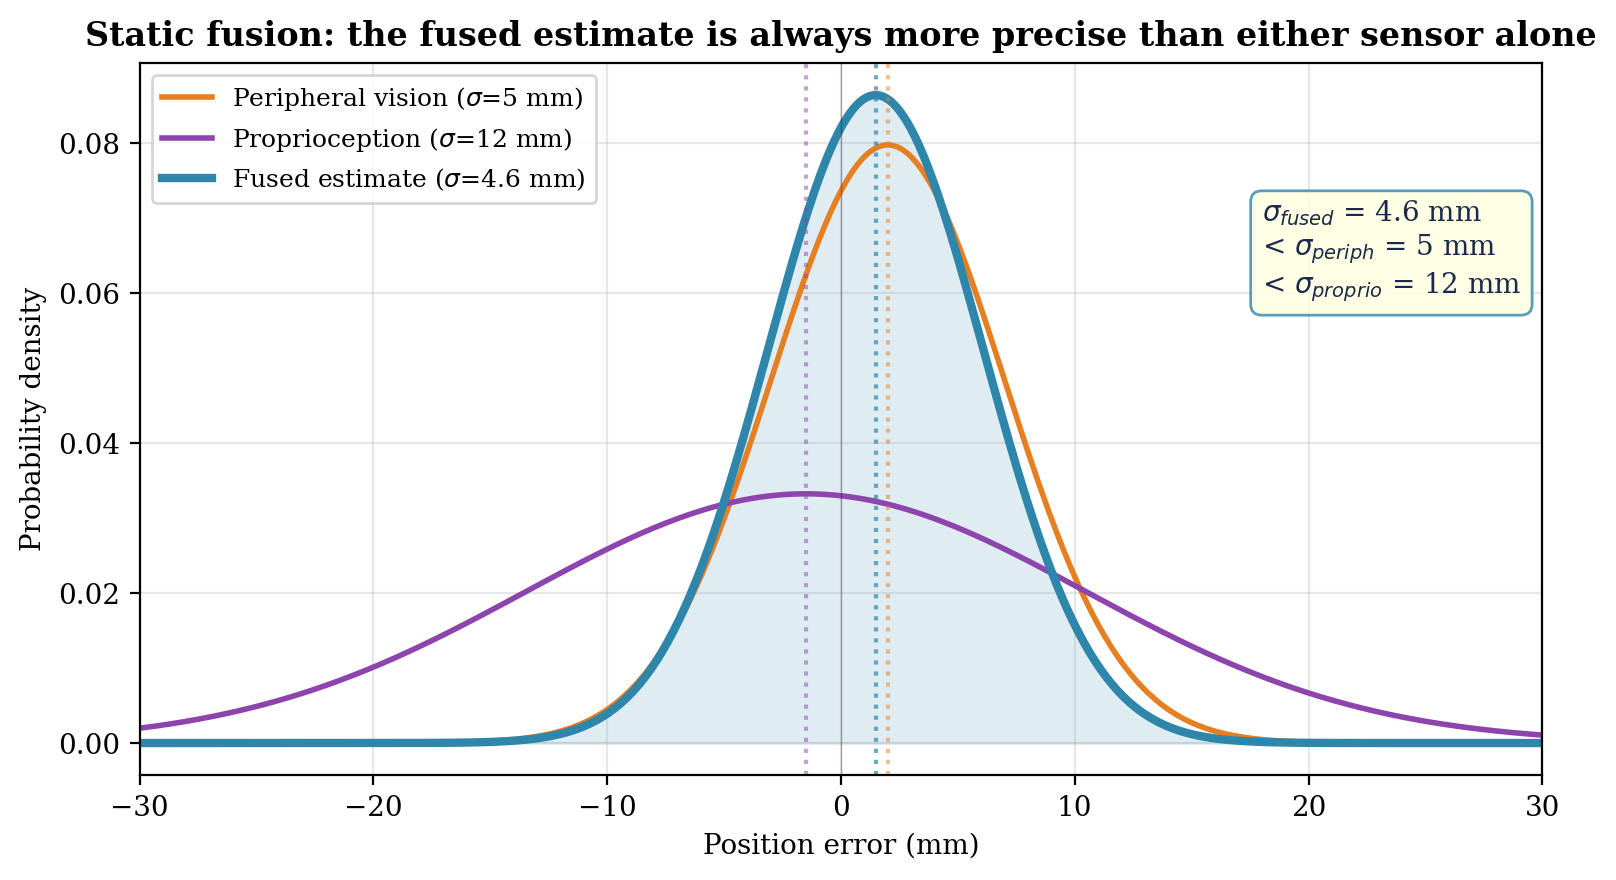 Static fusion: the fused estimate is always more precise than either sensor alone
Peripheral vision (σ=5 mm)
Proprioception (σ=12 mm)
Fused estimate (σ=4.6 mm)
σfused = 4.6 mm
< σperiph = 5 mm
< σproprio = 12 mm
Probability density
0.08
0.06
0.04
0.02
0.00
−30 −20 −10 0 10 20 30
Position error (mm)